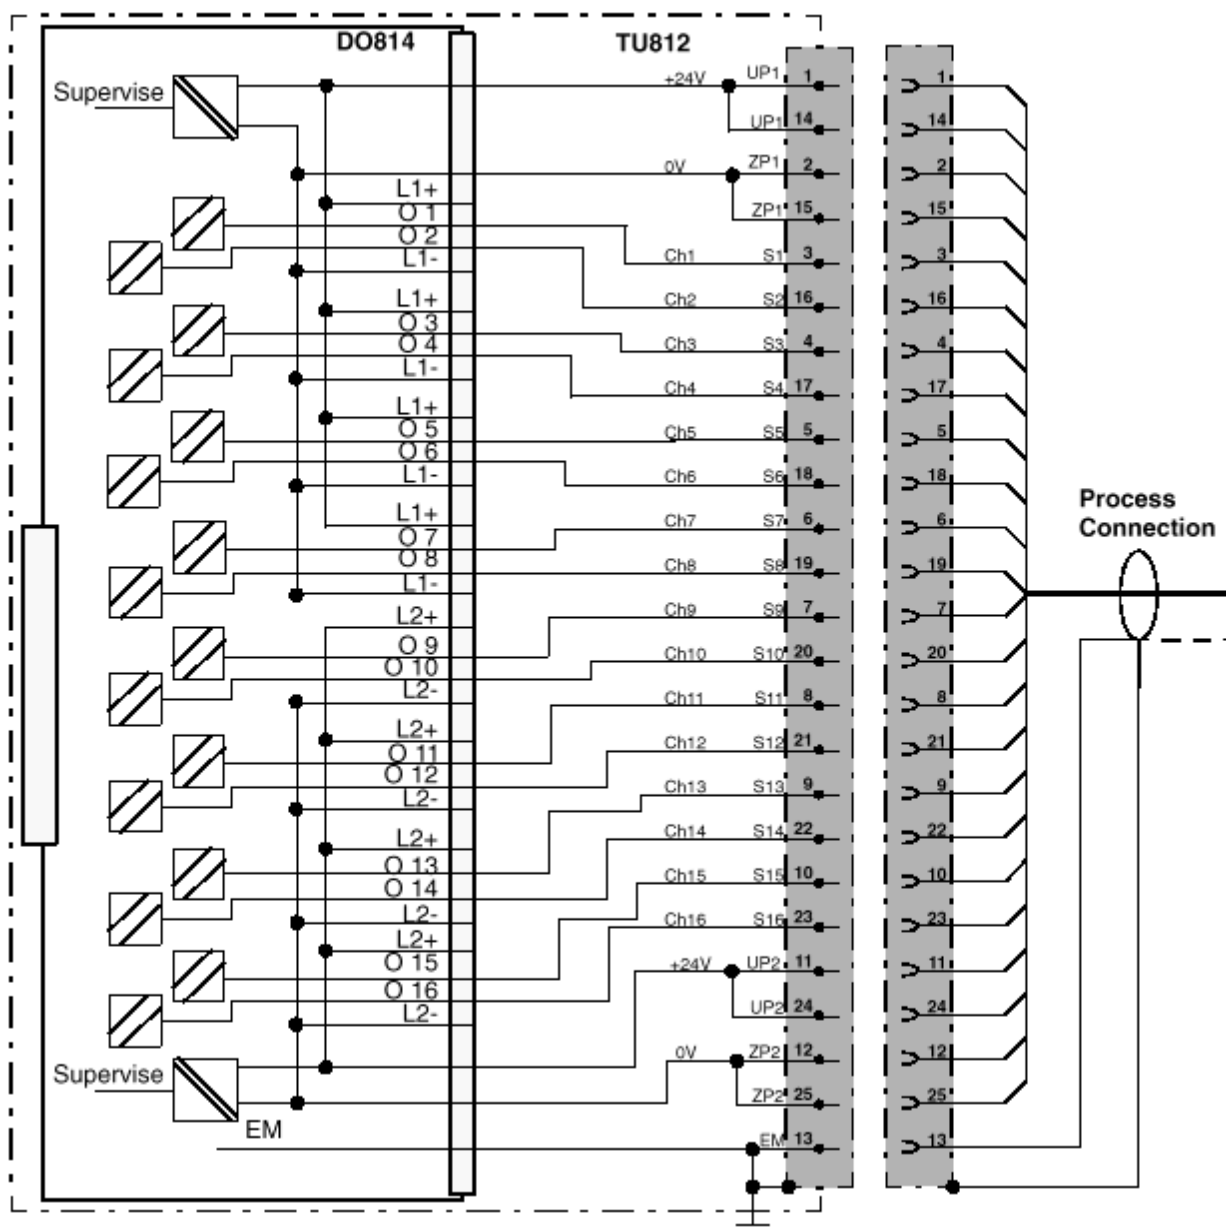 DO814 TU812
Supervise +24V UP1 1 1
UP1 14 14
0V ZP1 2 2
L1+
O 1 ZP1 15 15
O 2
L1- Ch1 S1 3 3
L1+ Ch2 S2 16 16
O 3
O 4 Ch3 S3 4 4
L1- Ch4 S4 17 17
L1+
O 5 Ch5 S5 5 5
O 6
L1- Ch6 S6 18 18
L1+ Ch7 S7 6 6
Process
Connection
O 7
O 8 Ch8 S8 19 19
L1-
L2+ Ch9 S9 7 7
O 9
O 10 Ch10 S10 20 20
L2- Ch11 S11 8 8
L2+
O 11 Ch12 S12 21 21
O 12
L2- Ch13 S13 9 9
L2+ Ch14 S14 22 22
O 13
O 14 Ch15 S15 10 10
L2- Ch16 S16 23 23
L2+
O 15 +24V UP2 11 11
O 16
L2- UP2 24 24
Supervise 0V ZP2 12 12
ZP2 25 25
EM EM 13 13